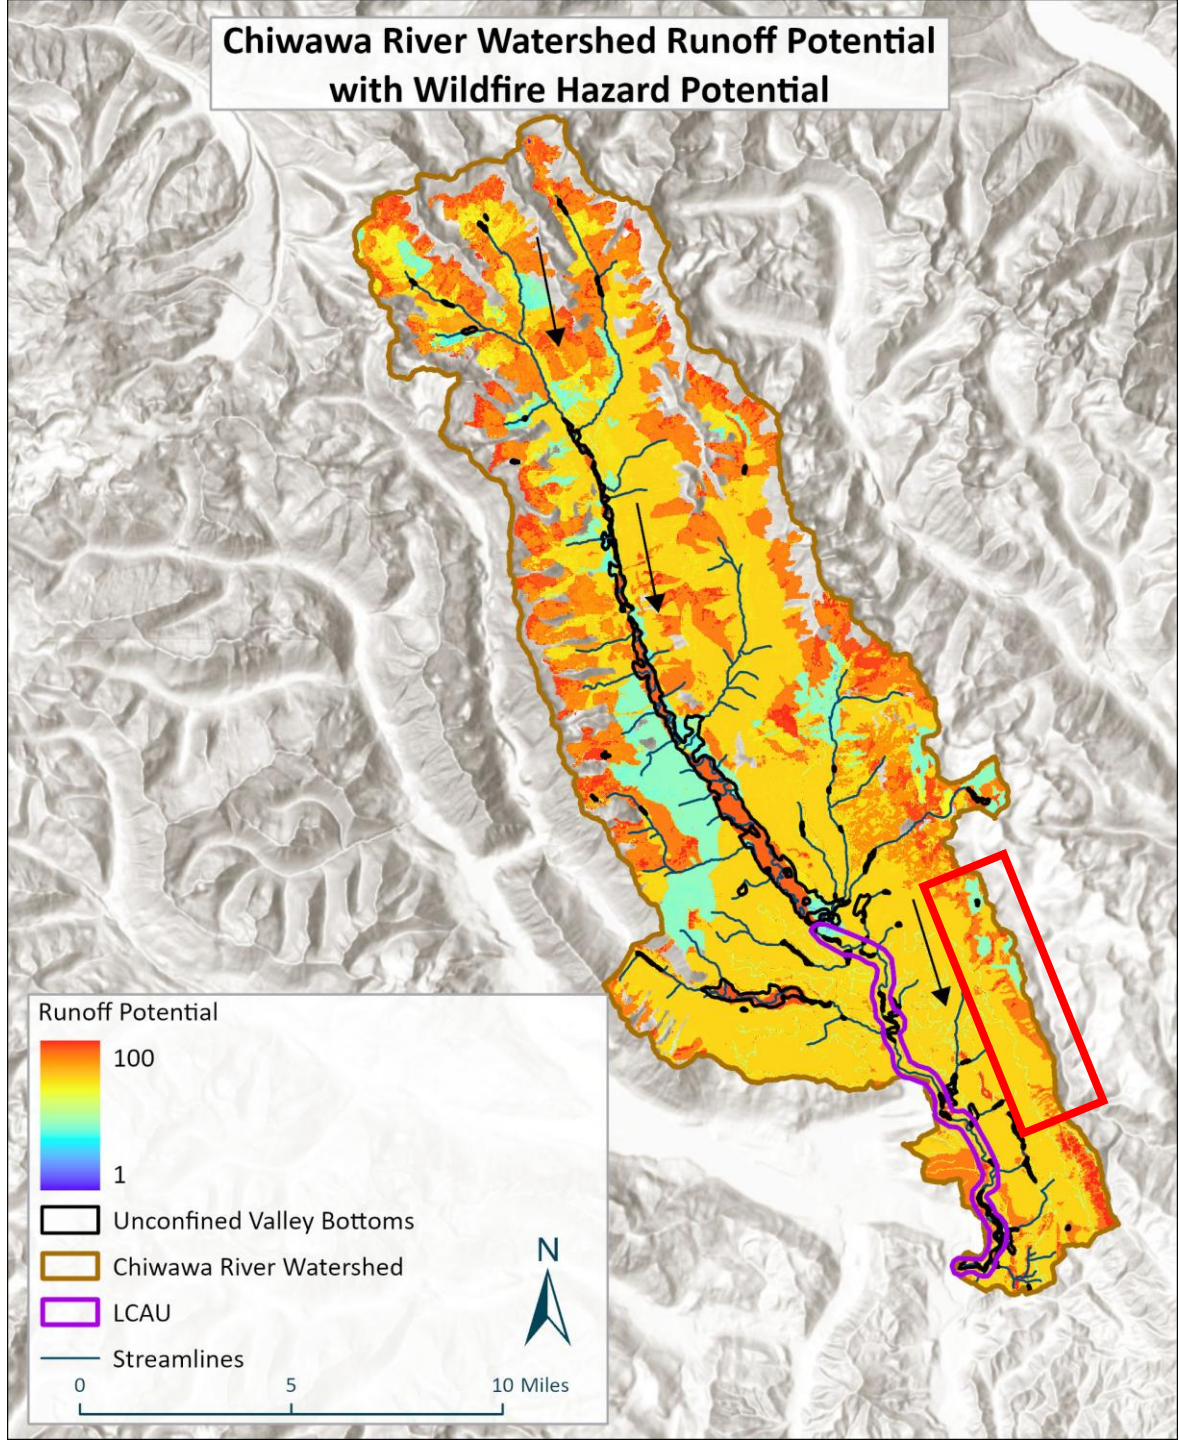 Chiwawa River Watershed Runoff Potential
with Wildfire Hazard Potential
Runoff Potential
100
1
Unconfined Valley Bottoms
Chiwawa River Watershed
LCAU
Streamlines
N
0 5 10 Miles